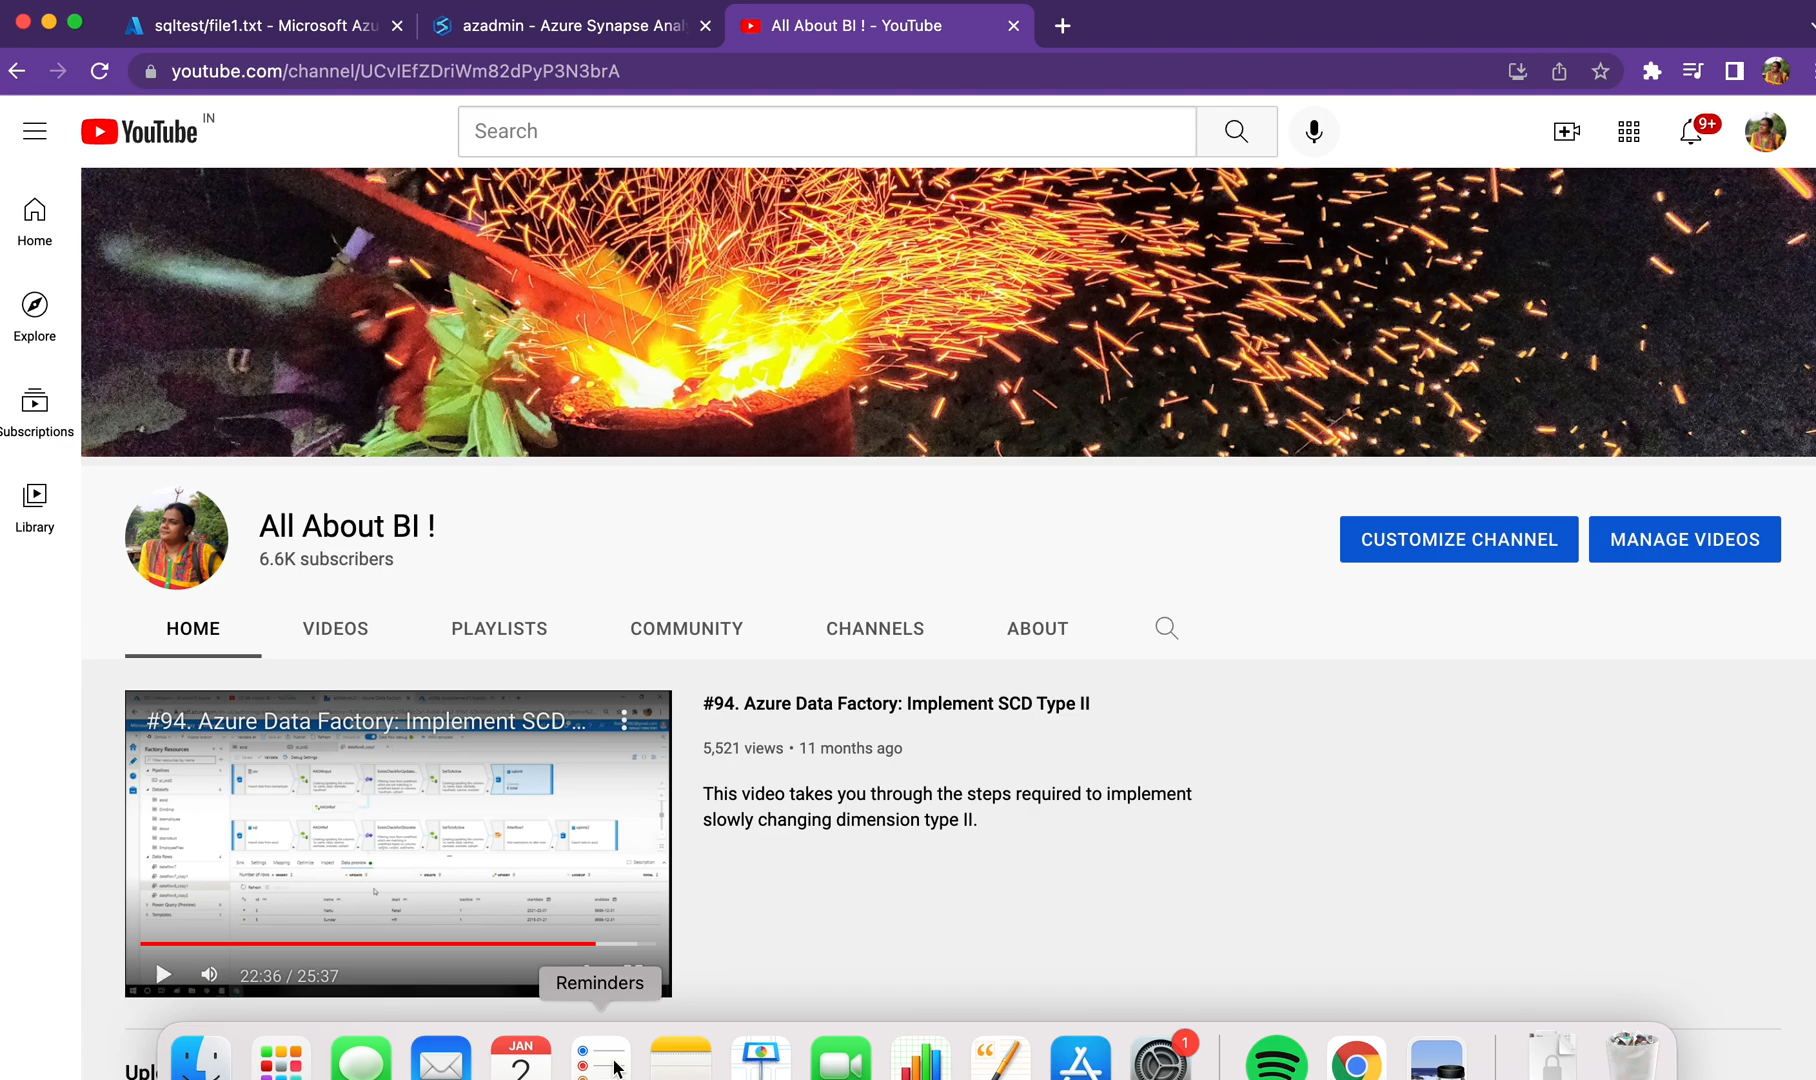 sqltest/file1.txt - Microsoft Azu
azadmin - Azure Synapse Anal
All About BI ! - YouTube
youtube.com/channel/UCvIEfZDriWm82dPyP3N3brA
YouTube IN
Search
9+
Home
Explore
Subscriptions
Library
All About BI !
6.6K subscribers
CUSTOMIZE CHANNEL
MANAGE VIDEOS
HOME VIDEOS PLAYLISTS COMMUNITY CHANNELS ABOUT
#94. Azure Data Factory: Implement SCD...
Factory Resources
22:36 / 25:37
#94. Azure Data Factory: Implement SCD Type II
5,521 views • 11 months ago
This video takes you through the steps required to implement
slowly changing dimension type II.
Reminders
Uplo
JAN
2
1